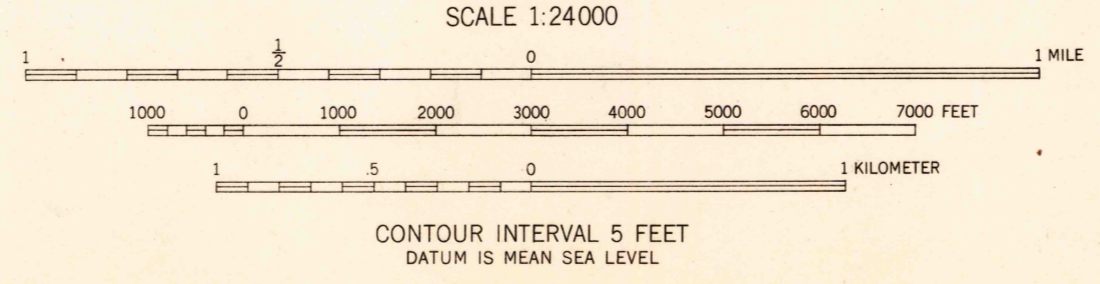 SCALE 1:24000
1 1/2 0 1 MILE
1000 0 1000 2000 3000 4000 5000 6000 7000 FEET
1 .5 0 1 KILOMETER
CONTOUR INTERVAL 5 FEET
DATUM IS MEAN SEA LEVEL